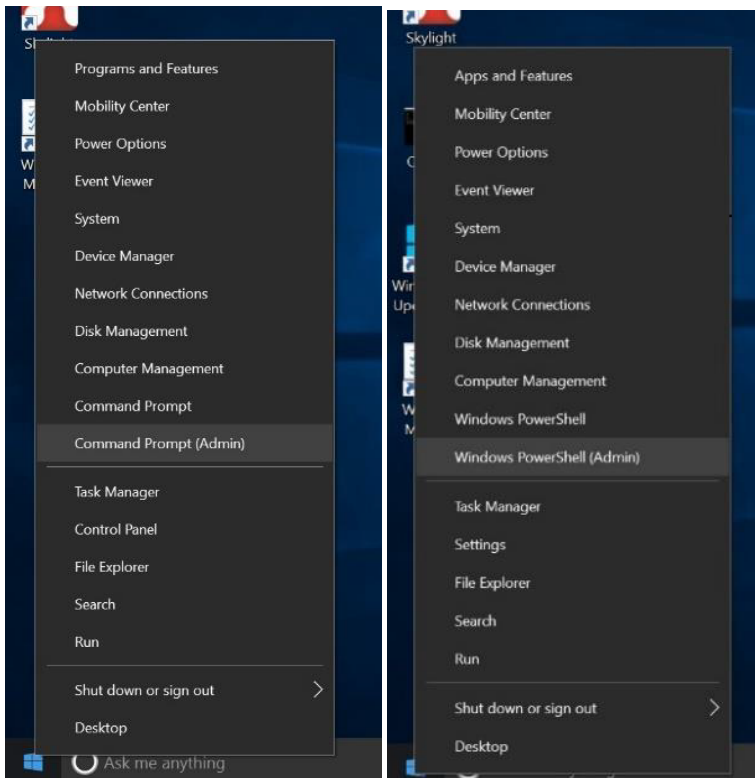 Programs and Features
Mobility Center
Power Options
Event Viewer
System
Device Manager
Network Connections
Disk Management
Computer Management
Command Prompt
Command Prompt (Admin)
Task Manager
Control Panel
File Explorer
Search
Run
Shut down or sign out
Desktop
Ask me anything
Skylight
Apps and Features
Mobility Center
Power Options
Event Viewer
System
Device Manager
Network Connections
Disk Management
Computer Management
Windows PowerShell
Windows PowerShell (Admin)
Task Manager
Settings
File Explorer
Search
Run
Shut down or sign out
Desktop